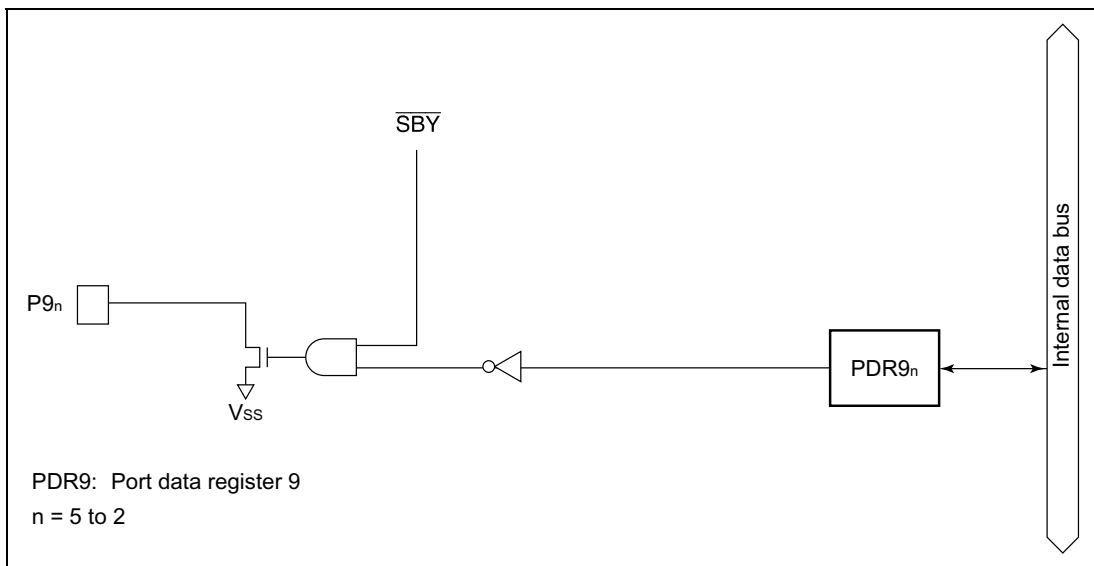 SBY
Internal data bus
P9n
PDR9n
VSS
PDR9: Port data register 9
n = 5 to 2